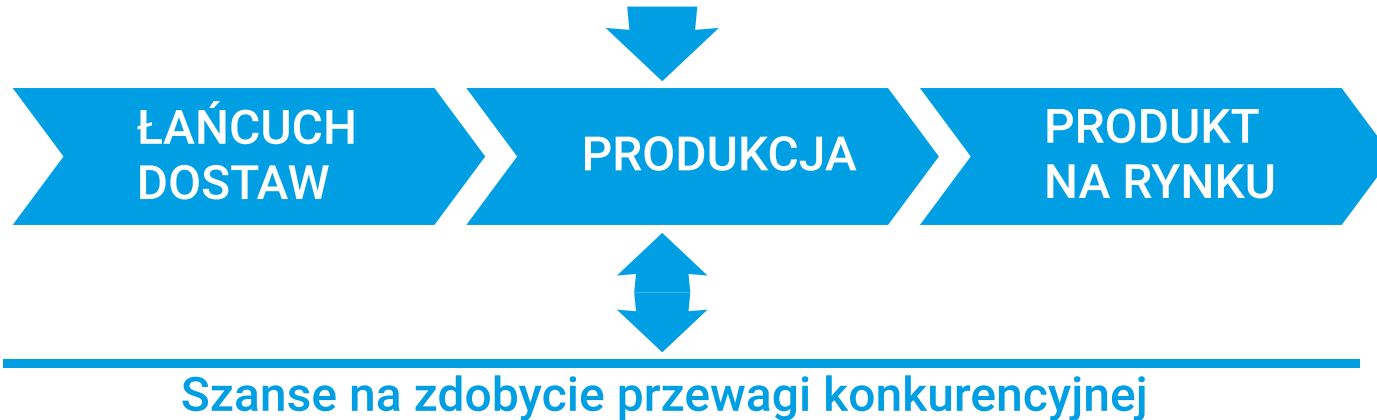 ŁAŃCUCH
DOSTAW
PRODUKCJA
PRODUKT
NA RYNKU
Szanse na zdobycie przewagi konkurencyjnej